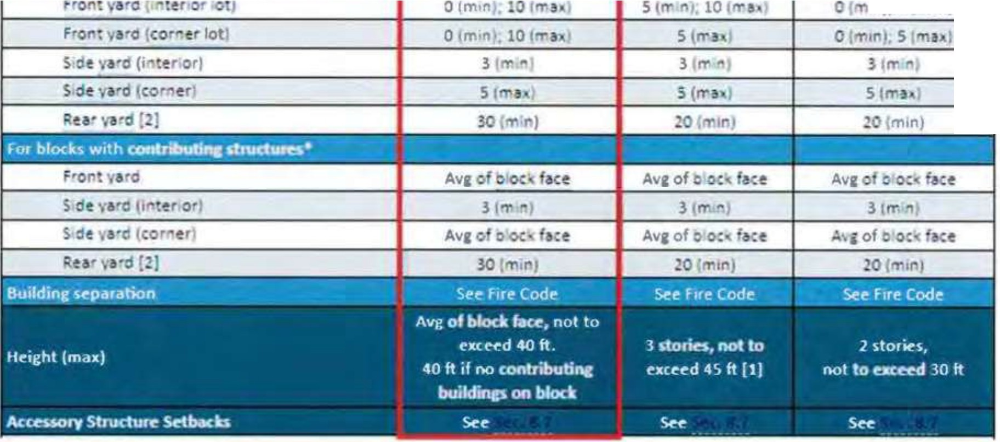 Front yard (interior lot) 0 (min); 10 (max) 5 (min); 10 (max) 0 (m
Front yard (corner lot) 0 (min); 10 (max) 5 (max) 0 (min); 5 (max)
Side yard (interior) 3 (min) 3 (min) 3 (min)
Side yard (corner) 5 (max) 5 (max) 5 (max)
Rear yard [2] 30 (min) 20 (min) 20 (min)
For blocks with contributing structures*
Front yard Avg of block face Avg of block face Avg of block face
Side yard (interior) 3 (min) 3 (min) 3 (min)
Side yard (corner) Avg of block face Avg of block face Avg of block face
Rear yard [2] 30 (min) 20 (min) 20 (min)
Building separation See Fire Code See Fire Code See Fire Code
Height (max)
Avg of block face, not to
exceed 40 ft.
40 ft if no contributing
buildings on block
3 stories, not to
exceed 45 ft [1]
2 stories,
not to exceed 30 ft
Accessory Structure Setbacks See Sec. 8.7 See Sec. 8.7 See Sec. 8.7